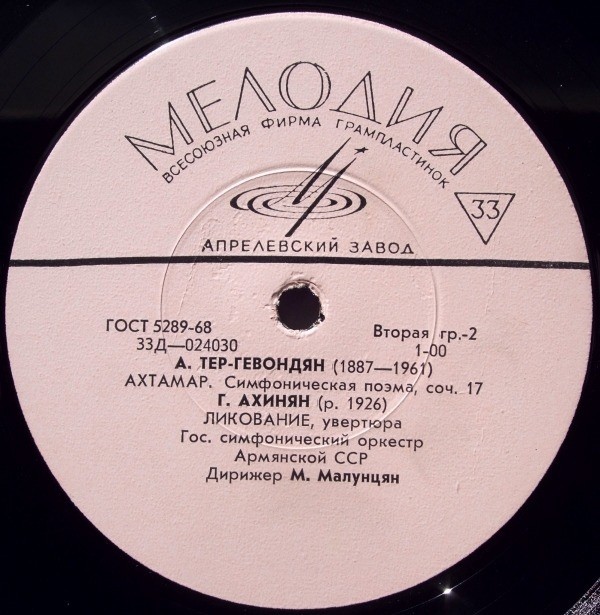 МЕЛОДИЯ
ВСЕСОЮЗНАЯ ФИРМА ГРАМПЛАСТИНОК
33
АПРЕЛЕВСКИЙ ЗАВОД
ГОСТ 5289-68 Вторая гр.-2
33Д—024030 1-00
А. ТЕР-ГЕВОНДЯН (1887—1961)
АХТАМАР. Симфоническая поэма, соч. 17
Г. АХИНЯН (р. 1926)
ЛИКОВАНИЕ, увертюра
Гос. симфонический оркестр
Армянской ССР
Дирижер М. Малунцян